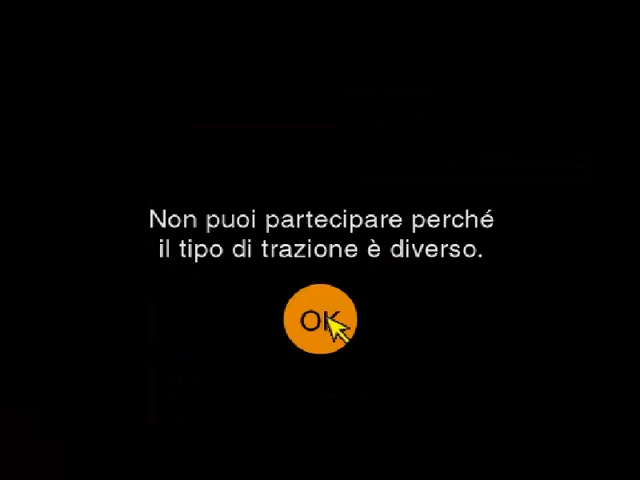 Non puoi partecipare perché
il tipo di trazione è diverso.
OK